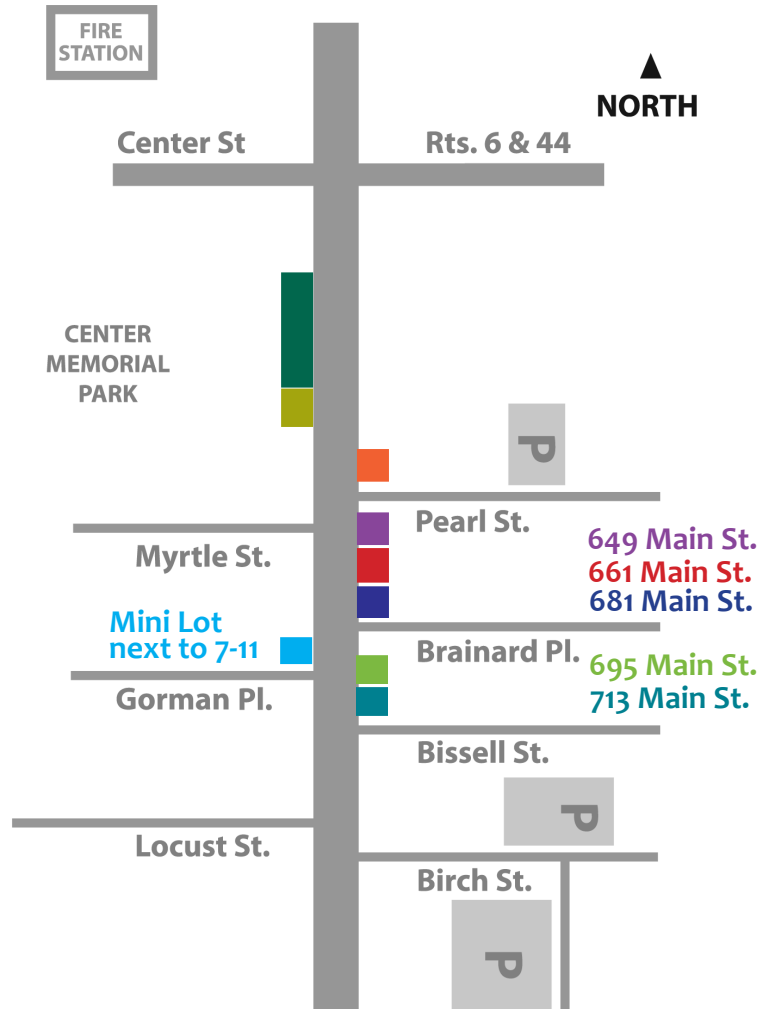 FIRE
STATION
NORTH
Center St
Rts. 6 & 44
CENTER
MEMORIAL
PARK
P
Pearl St.
Myrtle St.
649 Main St.
661 Main St.
681 Main St.
Mini Lot
next to 7-11
Brainard Pl.
695 Main St.
Gorman Pl.
713 Main St.
Bissell St.
P
Locust St.
Birch St.
P